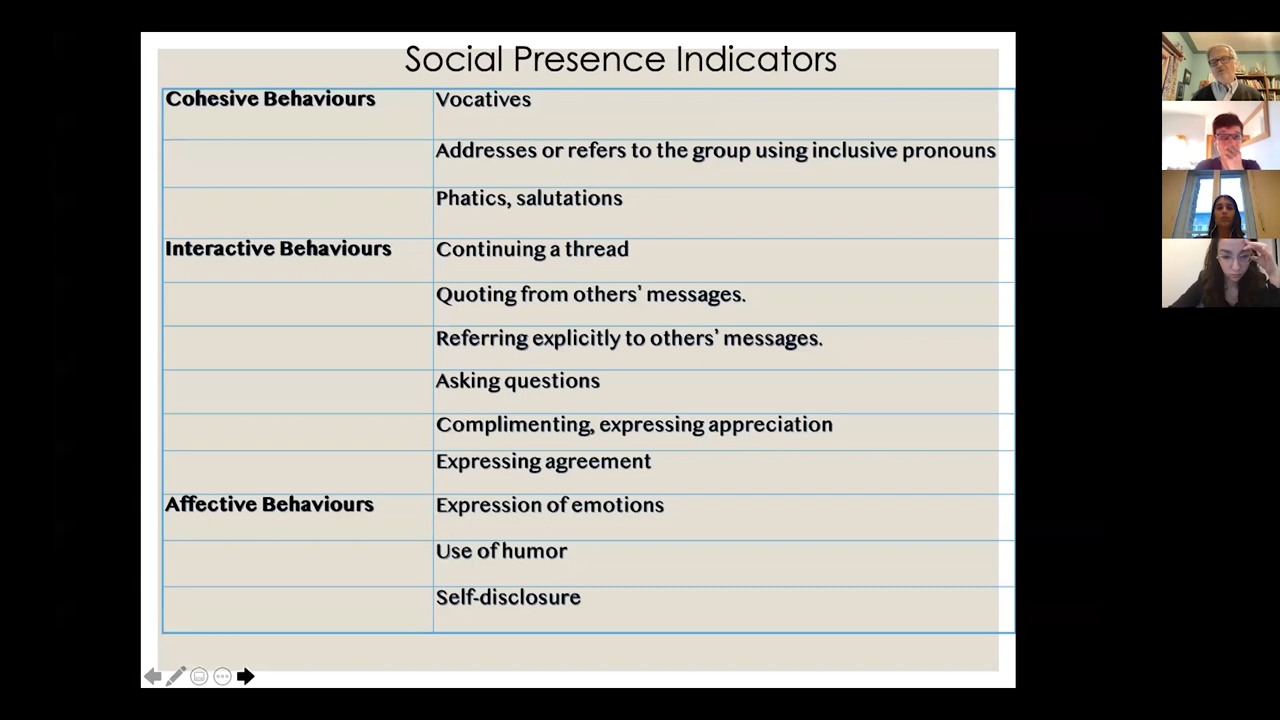 Social Presence Indicators
Cohesive Behaviours
Vocatives
Addresses or refers to the group using inclusive pronouns
Phatics, salutations
Interactive Behaviours
Continuing a thread
Quoting from others' messages.
Referring explicitly to others' messages.
Asking questions
Complimenting, expressing appreciation
Expressing agreement
Affective Behaviours
Expression of emotions
Use of humor
Self-disclosure